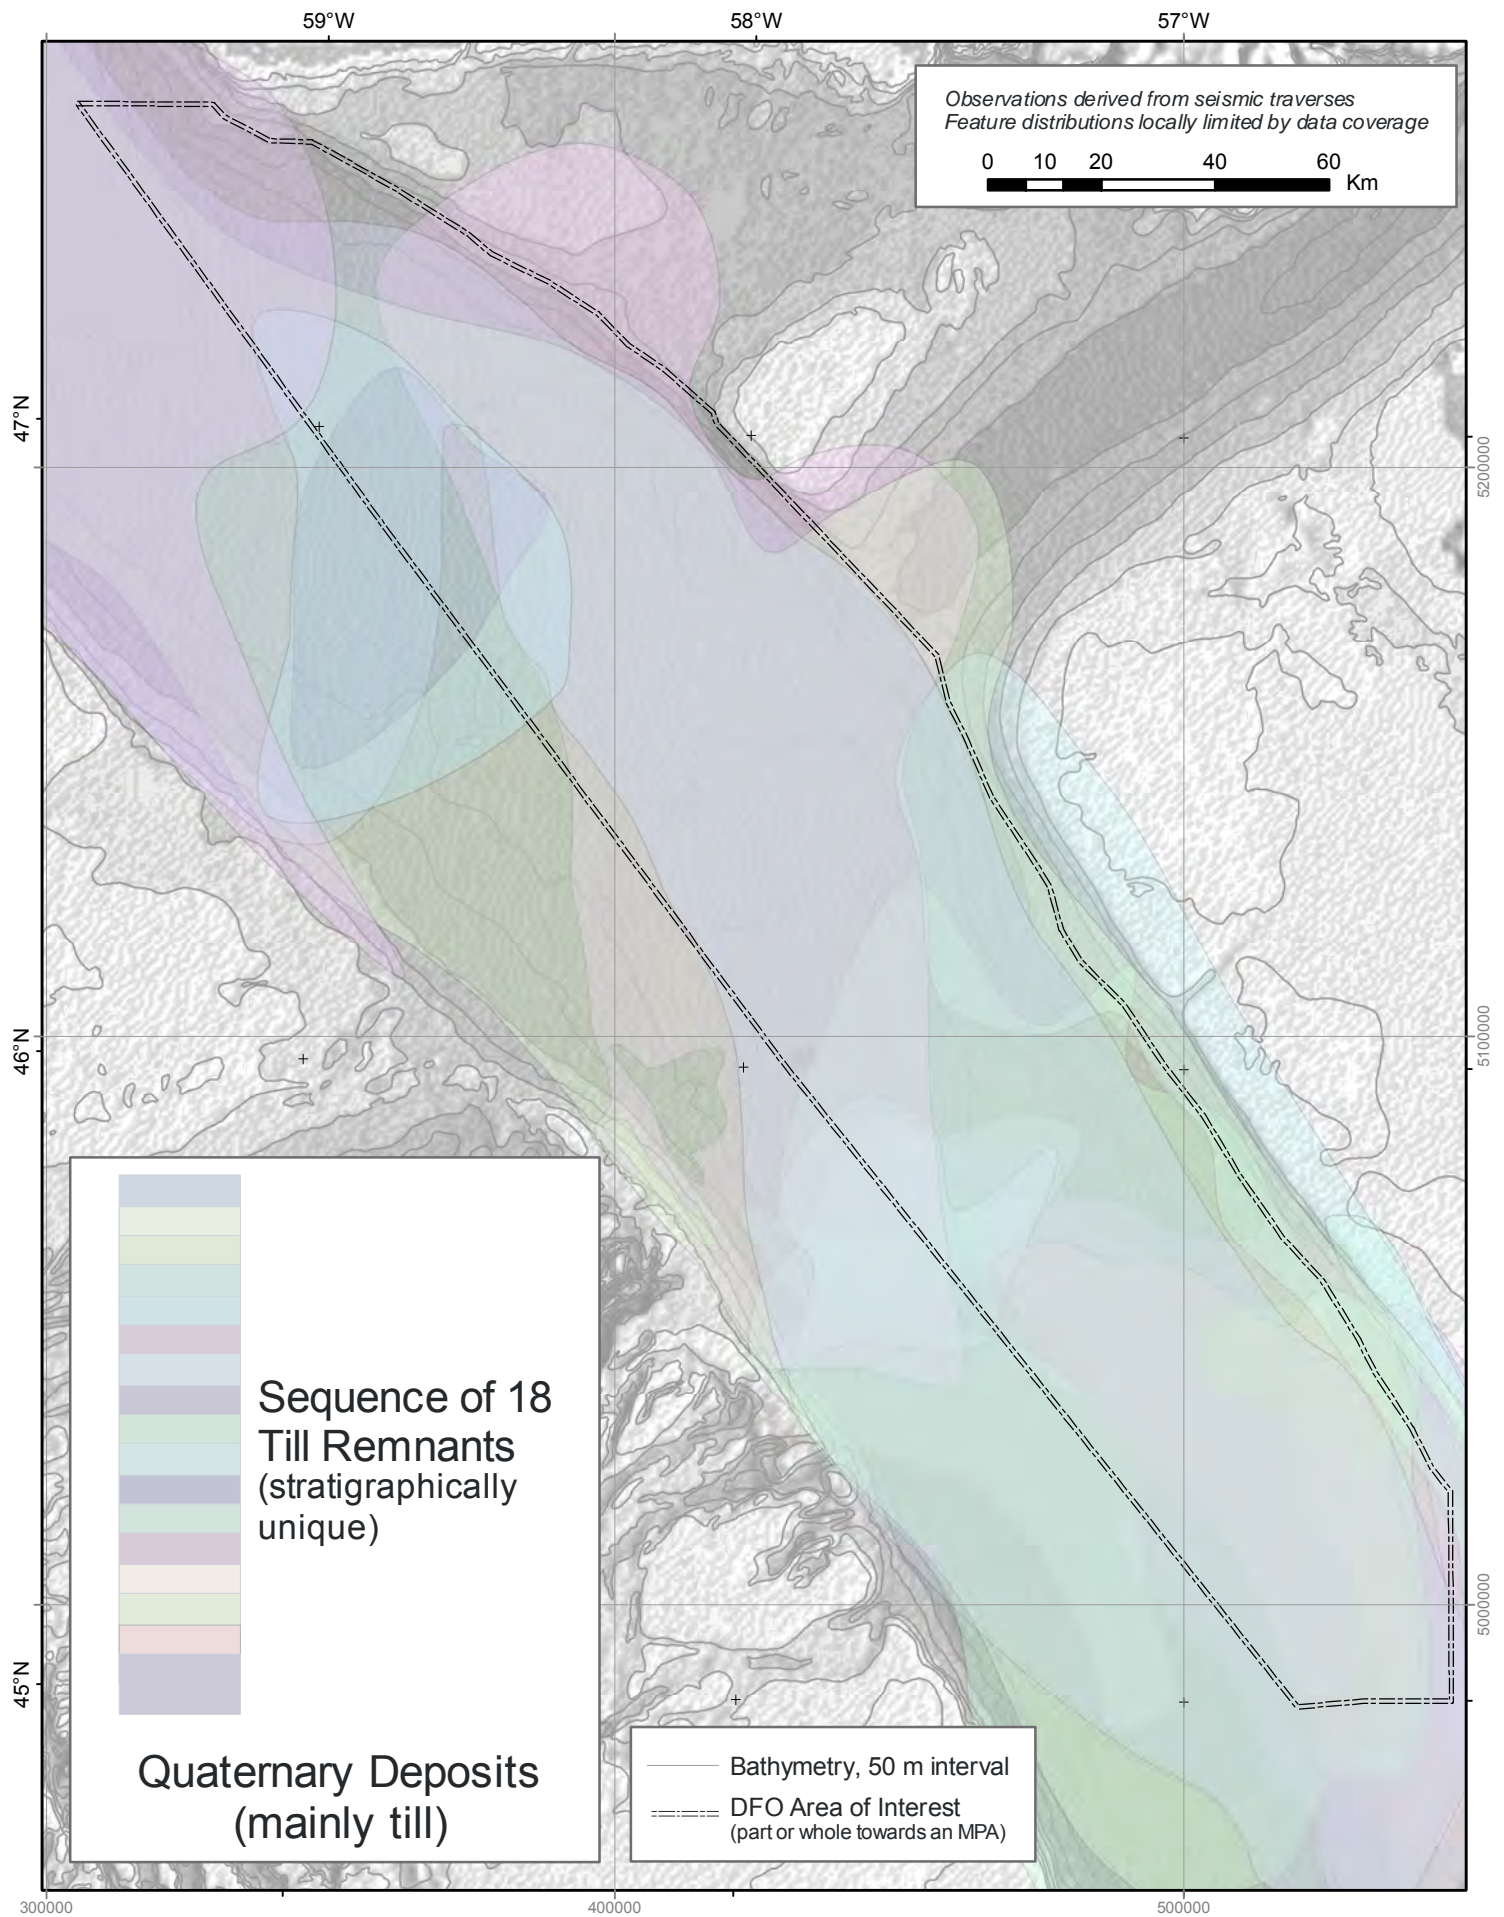 59°W 58°W 57°W
Observations derived from seismic traverses
Feature distributions locally limited by data coverage
0 10 20 40 60
Km
47°N
5200000
46°N
5100000
Sequence of 18
Till Remnants
(stratigraphically
unique)
5000000
45°N
Quaternary Deposits
(mainly till)
Bathymetry, 50 m interval
DFO Area of Interest
(part or whole towards an MPA)
300000 400000 500000